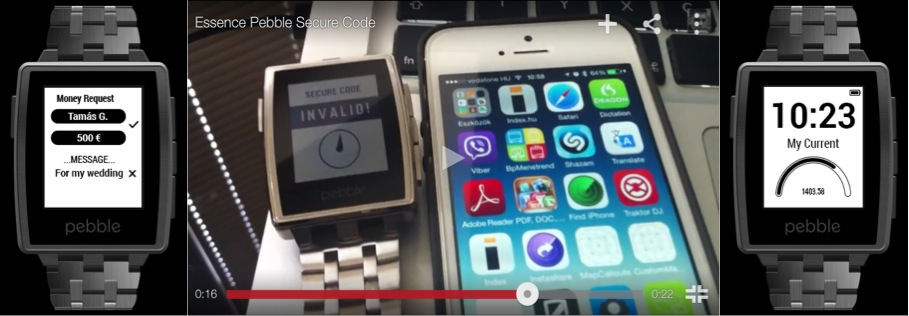 Money Request
Tamás G.
500 €
...MESSAGE...
For my wedding
pebble
Essence Pebble Secure Code
SECURE CODE
INVALID!
pebble
fn
vodafone HU
10:58
64%
Eszközök
Index.hu
Safari
DRAGON
Dictation
Viber
BpMenetrend
Shazam
Translate
Adobe Reader
PDF, DOC,...
Find iPhone
Traktor DJ
Index
Instashare
MapCallouts
CustomMa...
0:16
0:22
10:23
My Current
1403.58
pebble